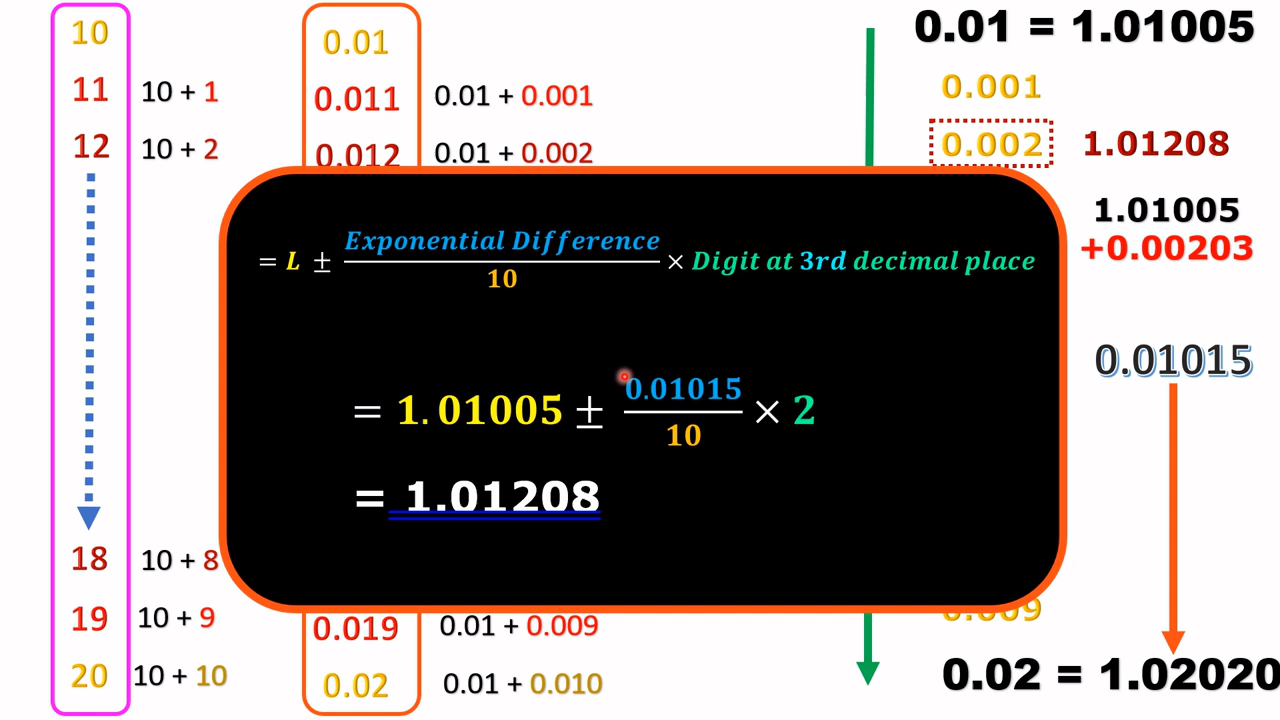 10
11 10 + 1
12 10 + 2
18 10 + 8
19 10 + 9
20 10 + 10
0.01
0.011 0.01 + 0.001
0.012 0.01 + 0.002
0.019 0.01 + 0.009
0.02 0.01 + 0.010
= L ± Exponential Difference / 10 × Digit at 3rd decimal place
= 1.01005 ± 0.01015 / 10 × 2
= 1.01208
0.01 = 1.01005
0.001
0.002 1.01208
1.01005
+0.00203
0.01015
0.009
0.02 = 1.02020